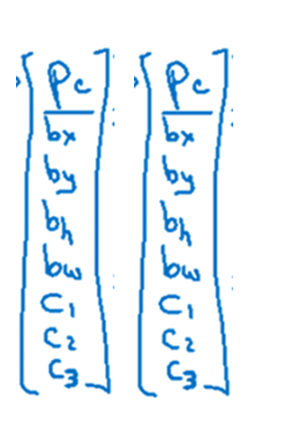 Pc Pc
bx bx
by by
bh bh
bw bw
C1 C1
C2 C2
C3 C3